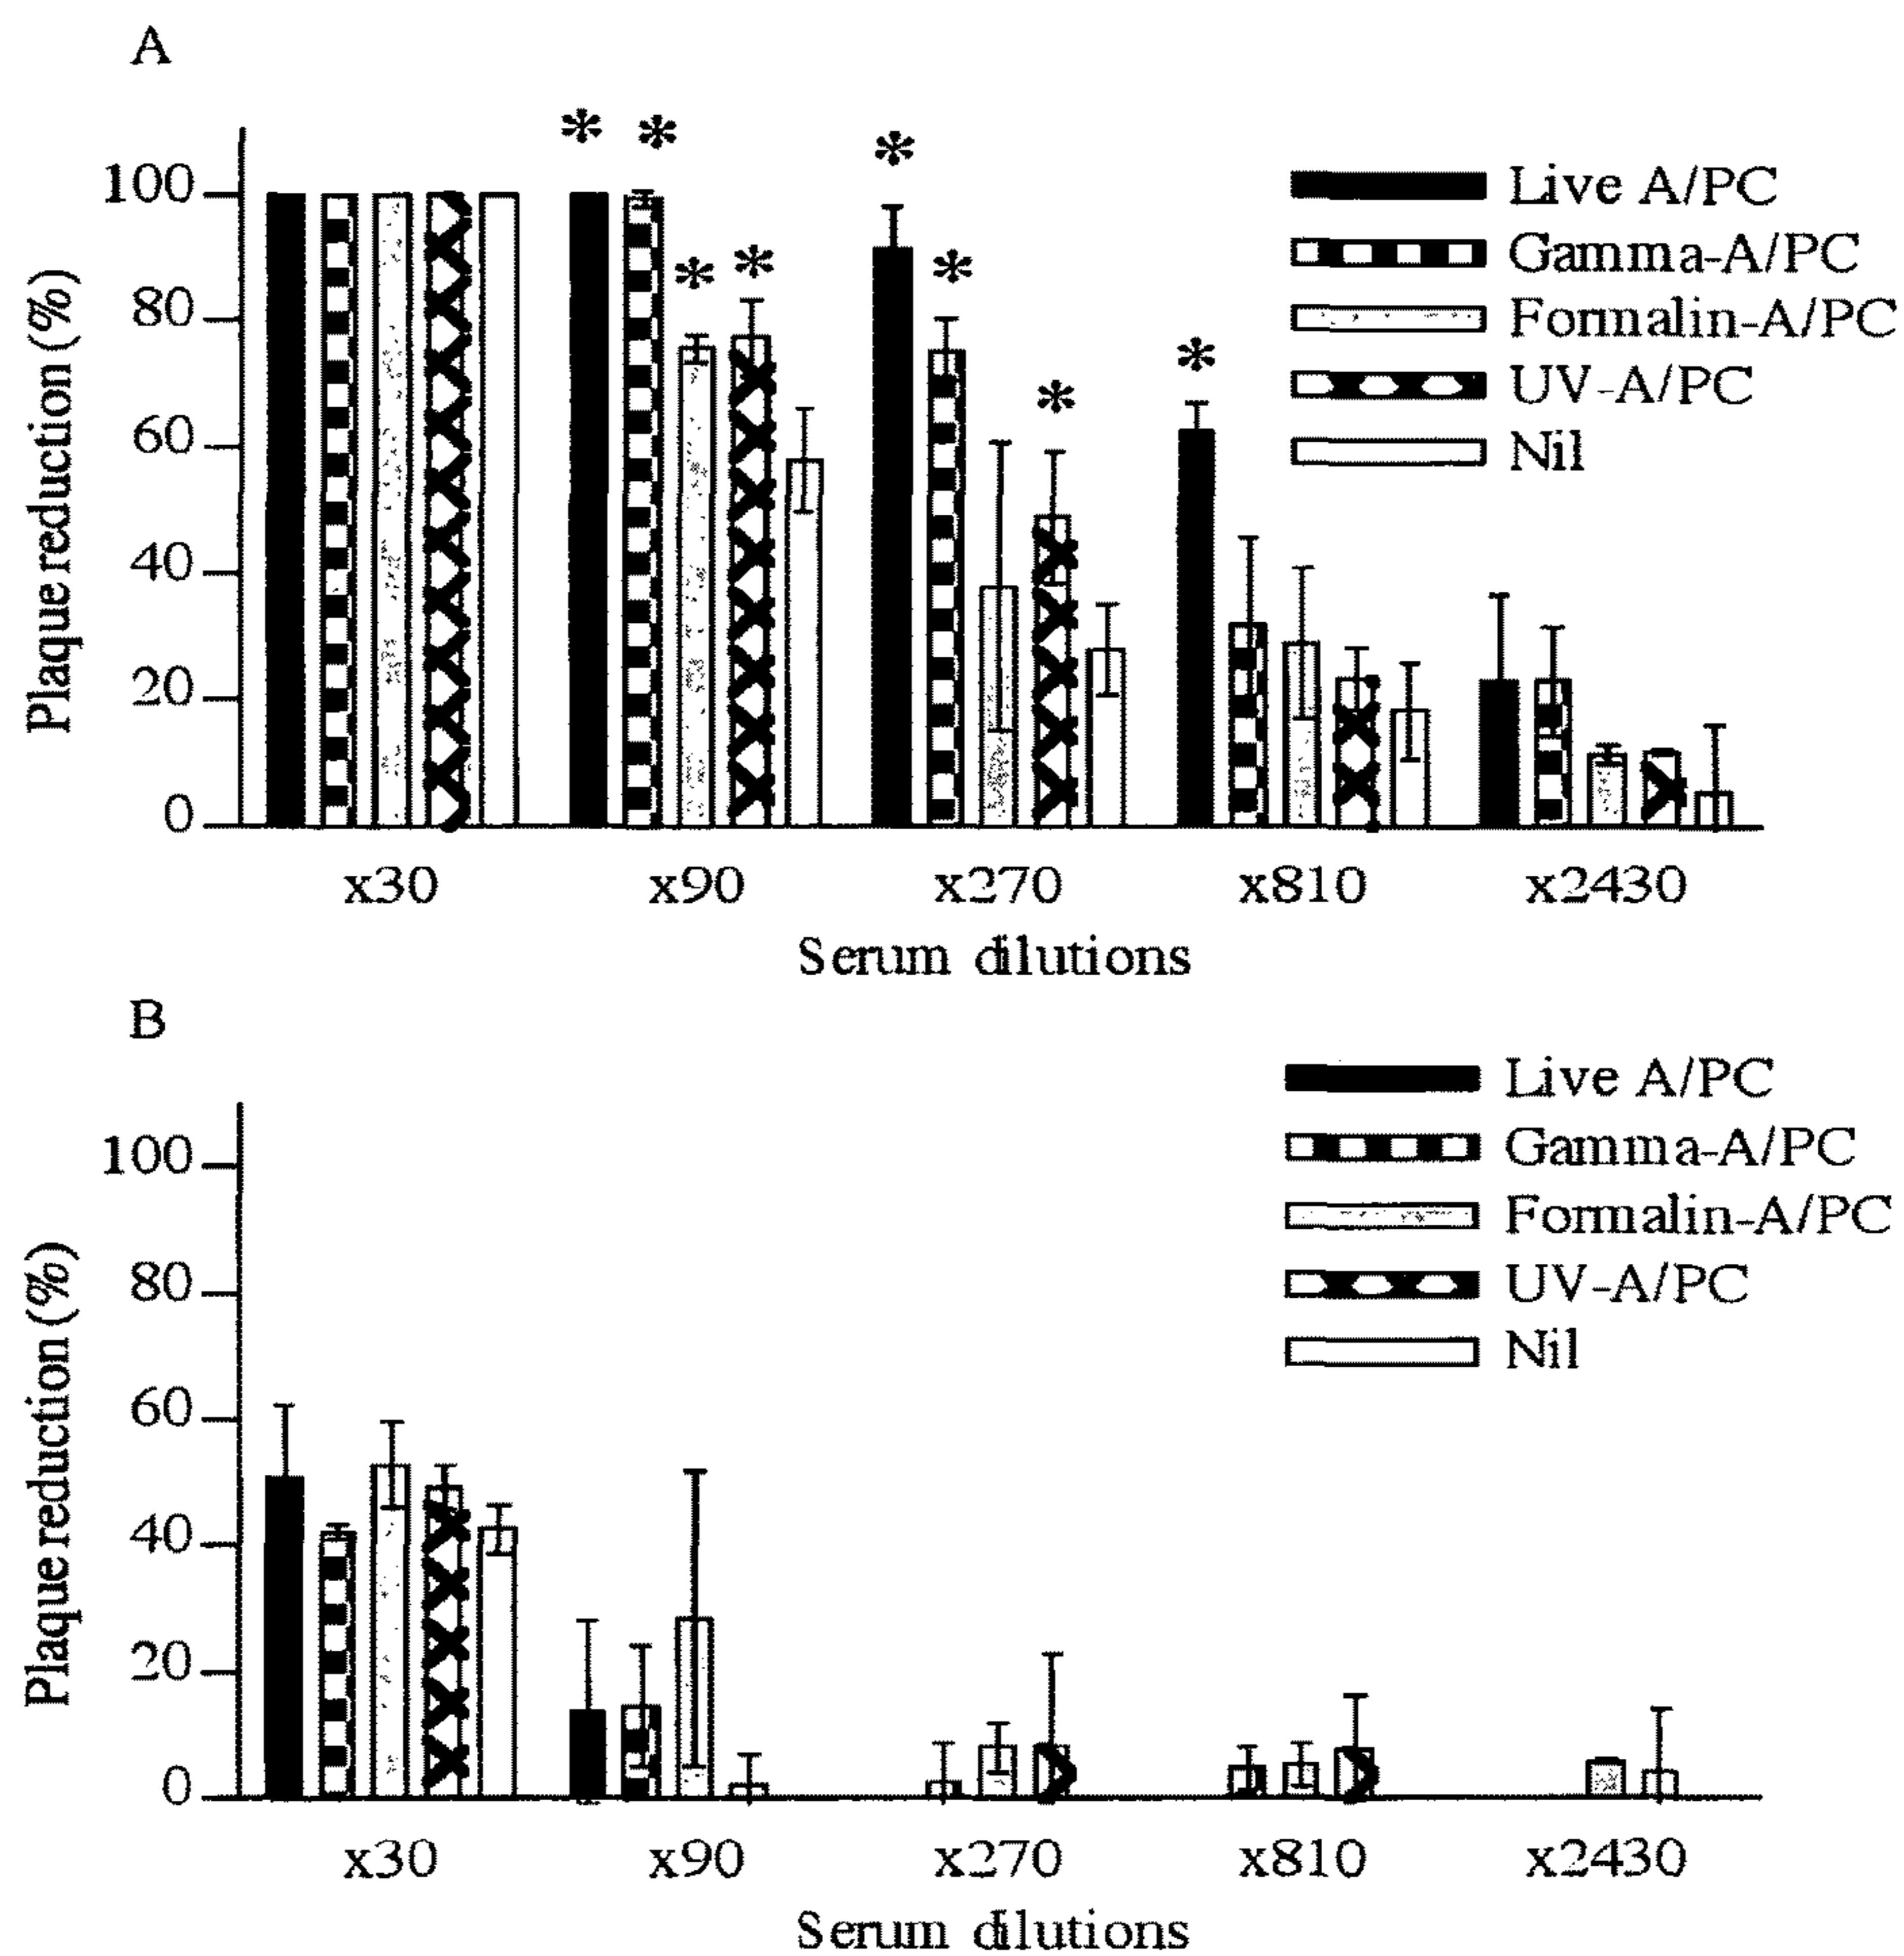 A
* * * * * * * *
100
80
60
40
20
0
Plaque reduction (%)
Live A/PC
Gamma-A/PC
Formalin-A/PC
UV-A/PC
Nil
x30 x90 x270 x810 x2430
Serum dilutions
B
100
80
60
40
20
0
Plaque reduction (%)
Live A/PC
Gamma-A/PC
Formalin-A/PC
UV-A/PC
Nil
x30 x90 x270 x810 x2430
Serum dilutions